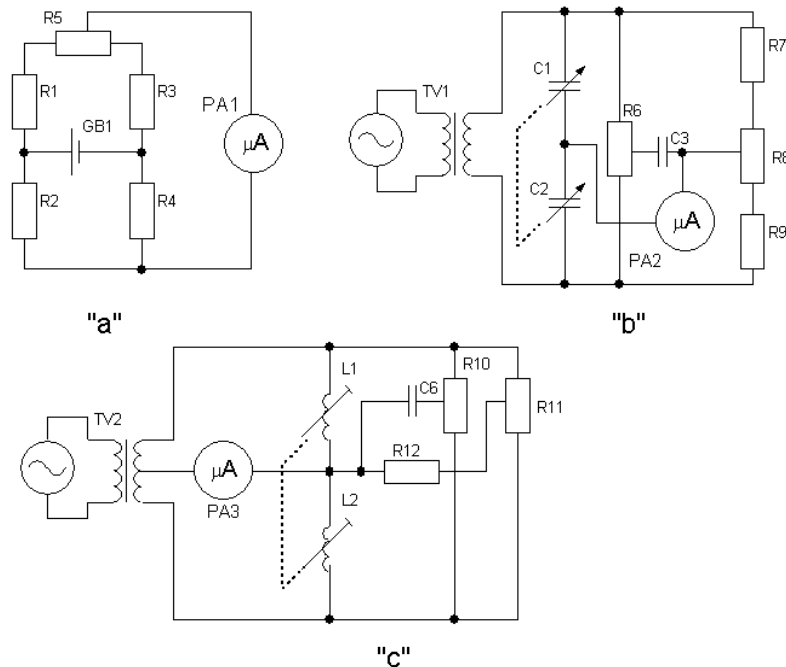 R5
R1
R3
GB1
PA1
μA
R2
R4
"a"
TV1
C1
C2
R6
C3
R7
R8
μA
PA2
R9
"b"
TV2
L1
L2
μA
PA3
C6
R10
R11
R12
"c"